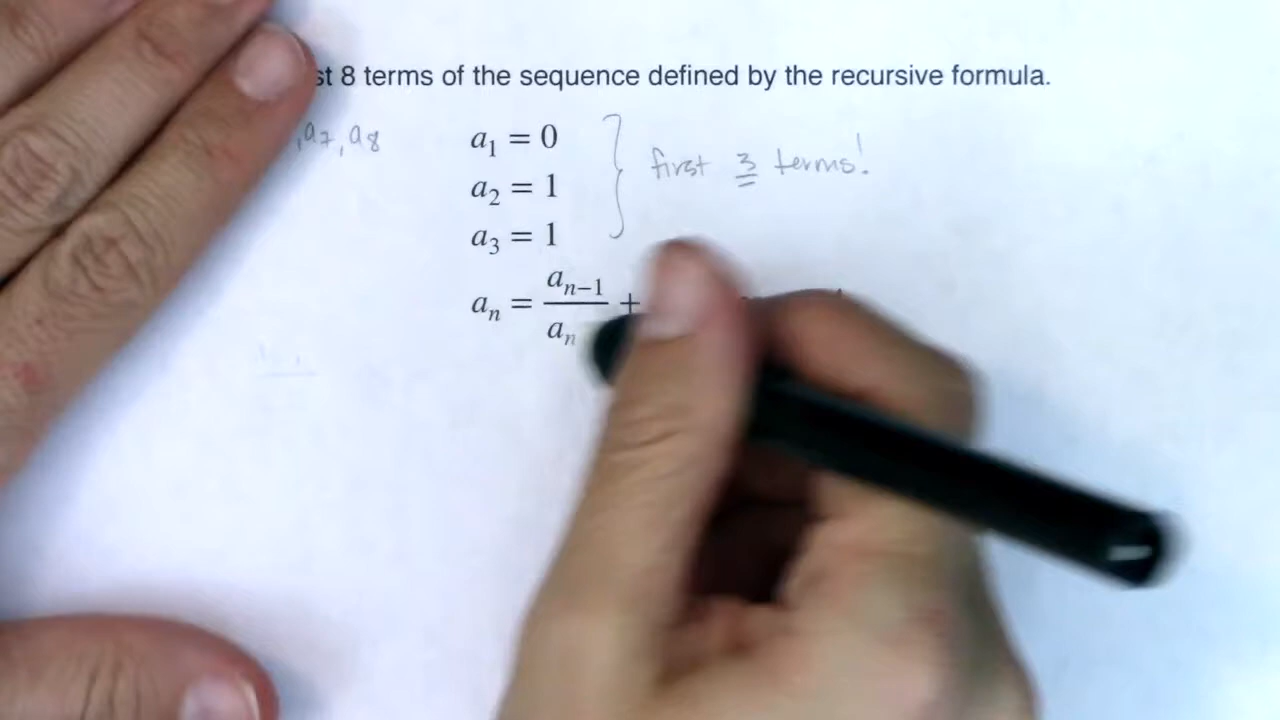 st 8 terms of the sequence defined by the recursive formula.
, a₇, a₈
a₁ = 0
a₂ = 1
first 3 terms!
a₃ = 1
aₙ = aₙ₋₁ / aₙ +